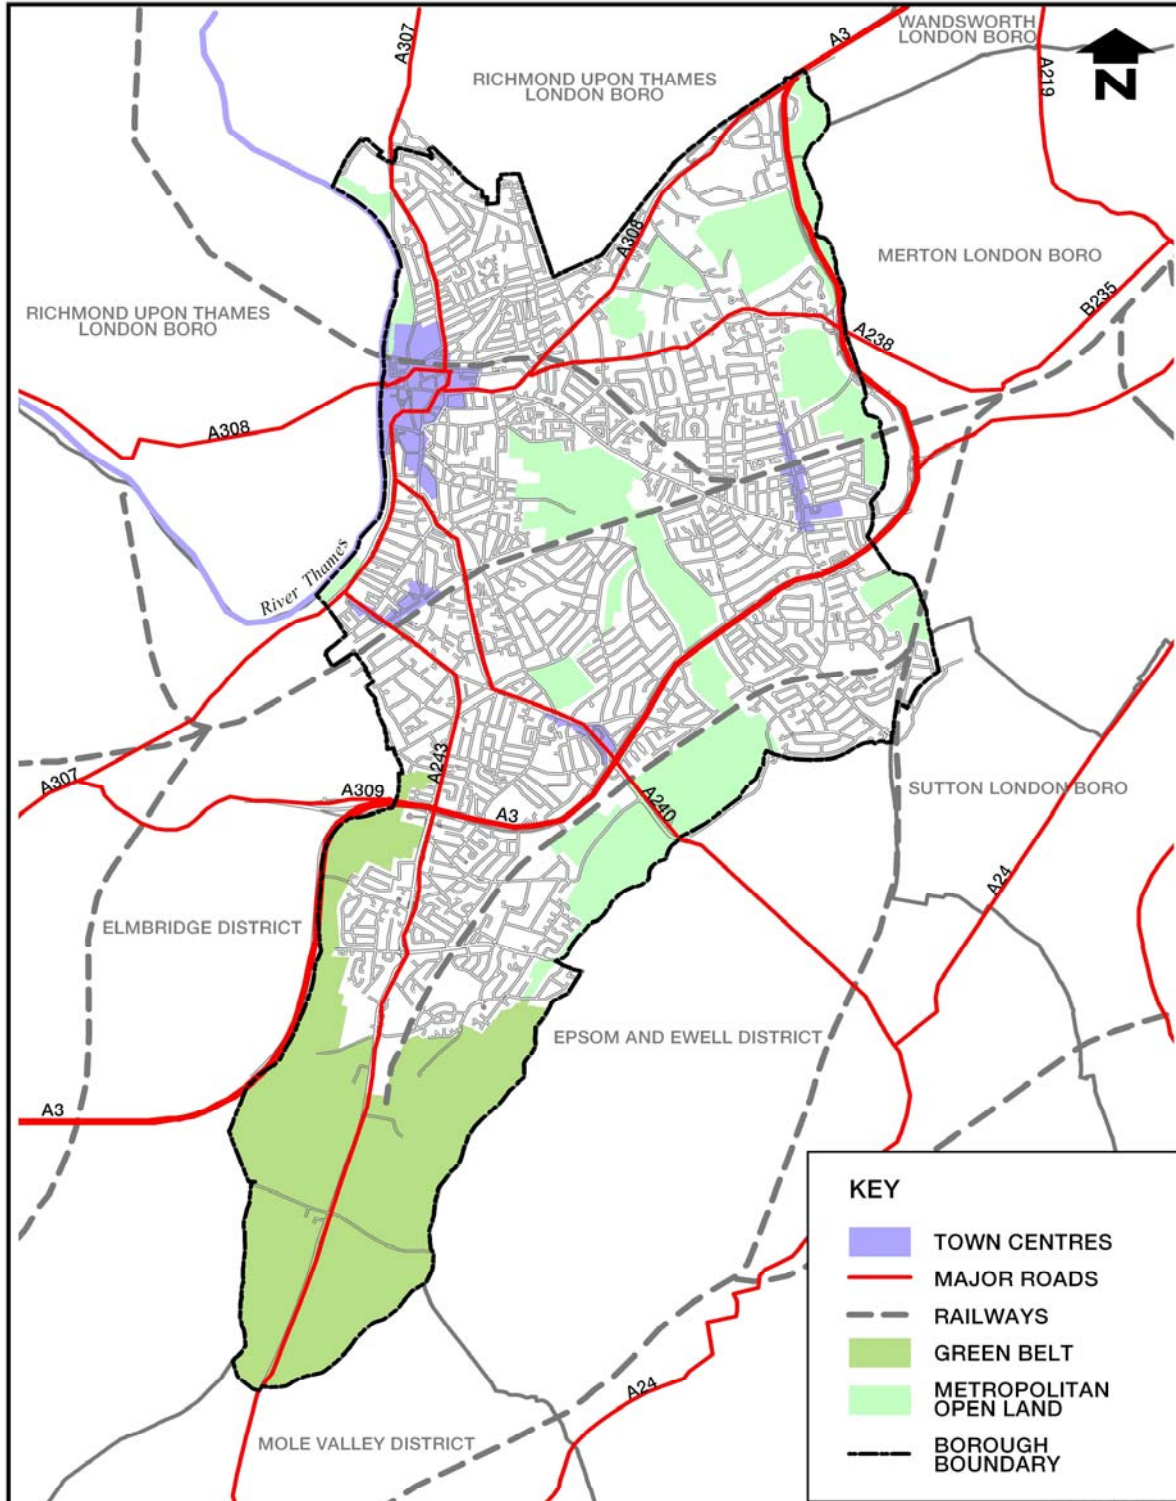 WANDSWORTH
LONDON BORO
A3
A307
N
A219
RICHMOND UPON THAMES
LONDON BORO
A308
MERTON LONDON BORO
B235
RICHMOND UPON THAMES
LONDON BORO
A238
A308
River Thames
A243
A307
A309
A3
A240
SUTTON LONDON BORO
A24
ELMBRIDGE DISTRICT
EPSOM AND EWELL DISTRICT
A3
KEY
TOWN CENTRES
MAJOR ROADS
RAILWAYS
GREEN BELT
METROPOLITAN
OPEN LAND
BOROUGH
BOUNDARY
A24
MOLE VALLEY DISTRICT